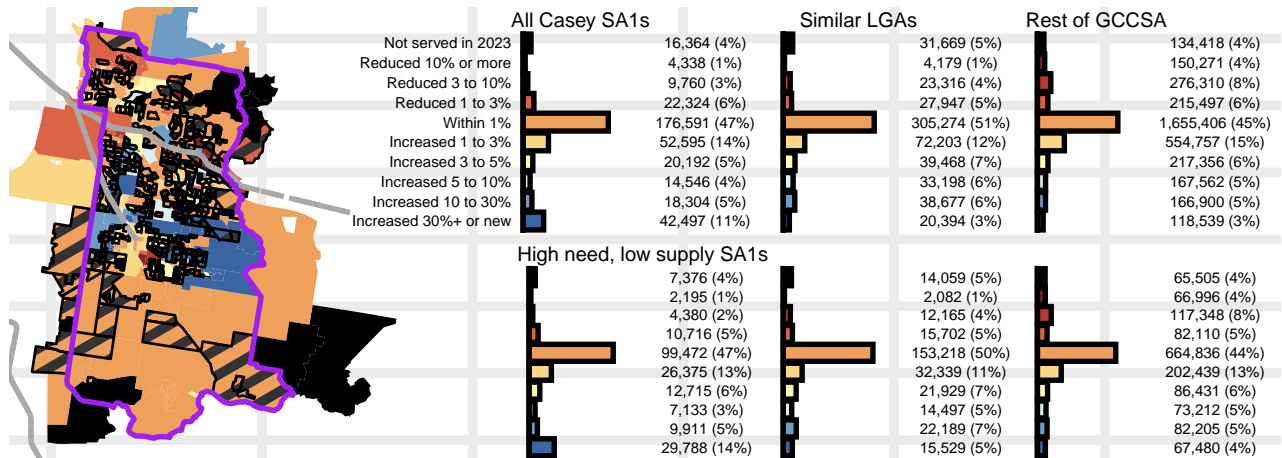 All Casey SA1s Similar LGAs Rest of GCCSA
Not served in 2023 16,364 (4%) 31,669 (5%) 134,418 (4%)
Reduced 10% or more 4,338 (1%) 4,179 (1%) 150,271 (4%)
Reduced 3 to 10% 9,760 (3%) 23,316 (4%) 276,310 (8%)
Reduced 1 to 3% 22,324 (6%) 27,947 (5%) 215,497 (6%)
Within 1% 176,591 (47%) 305,274 (51%) 1,655,406 (45%)
Increased 1 to 3% 52,595 (14%) 72,203 (12%) 554,757 (15%)
Increased 3 to 5% 20,192 (5%) 39,468 (7%) 217,356 (6%)
Increased 5 to 10% 14,546 (4%) 33,198 (6%) 167,562 (5%)
Increased 10 to 30% 18,304 (5%) 38,677 (6%) 166,900 (5%)
Increased 30%+ or new 42,497 (11%) 20,394 (3%) 118,539 (3%)
High need, low supply SA1s
7,376 (4%) 14,059 (5%) 65,505 (4%)
2,195 (1%) 2,082 (1%) 66,996 (4%)
4,380 (2%) 12,165 (4%) 117,348 (8%)
10,716 (5%) 15,702 (5%) 82,110 (5%)
99,472 (47%) 153,218 (50%) 664,836 (44%)
26,375 (13%) 32,339 (11%) 202,439 (13%)
12,715 (6%) 21,929 (7%) 86,431 (6%)
7,133 (3%) 14,497 (5%) 73,212 (5%)
9,911 (5%) 22,189 (7%) 82,205 (5%)
29,788 (14%) 15,529 (5%) 67,480 (4%)